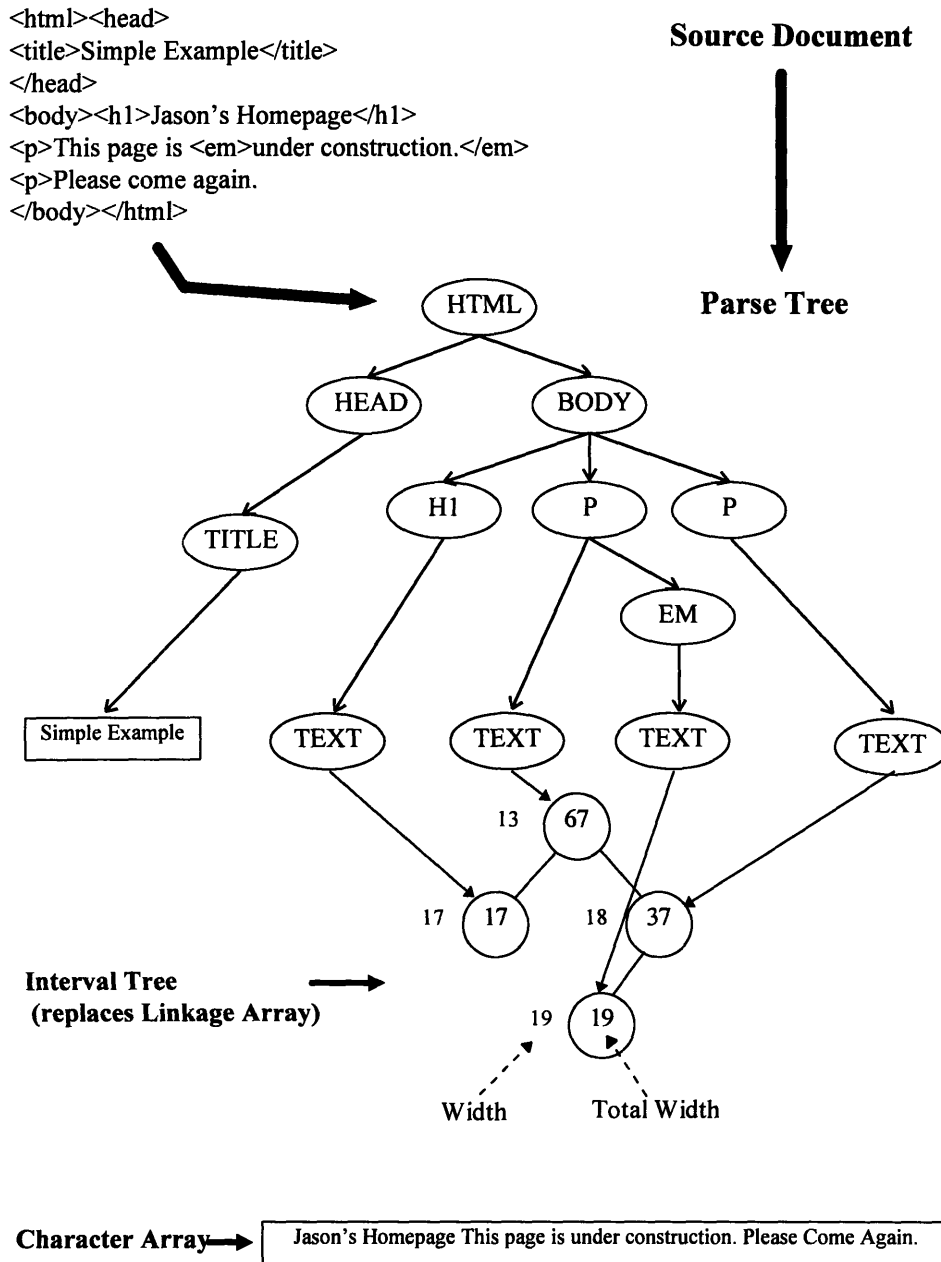 <html><head>
<title>Simple Example</title>
</head>
<body><h1>Jason's Homepage</h1>
<p>This page is <em>under construction.</em>
<p>Please come again.
</body></html>
Source Document
Parse Tree
HTML
HEAD
BODY
H1
P
P
TITLE
EM
Simple Example
TEXT
TEXT
TEXT
TEXT
13
67
17
17
18
37
Interval Tree
(replaces Linkage Array)
19
19
Width
Total Width
Character Array
Jason's Homepage This page is under construction. Please Come Again.